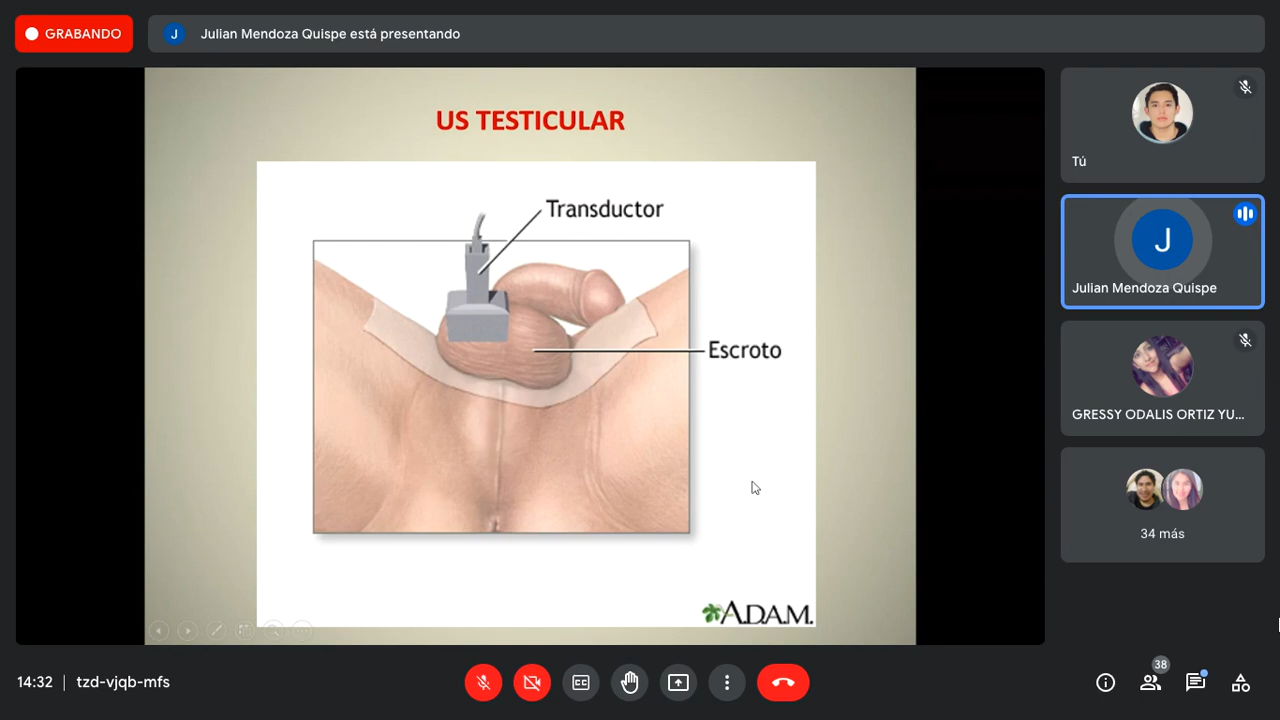 GRABANDO
J
Julian Mendoza Quispe está presentando
US TESTICULAR
Transductor
Escroto
A.D.A.M.
Tú
J
Julian Mendoza Quispe
GRESSY ODALIS ORTIZ YU...
34 más
14:32 | tzd-vjqb-mfs
CC
38